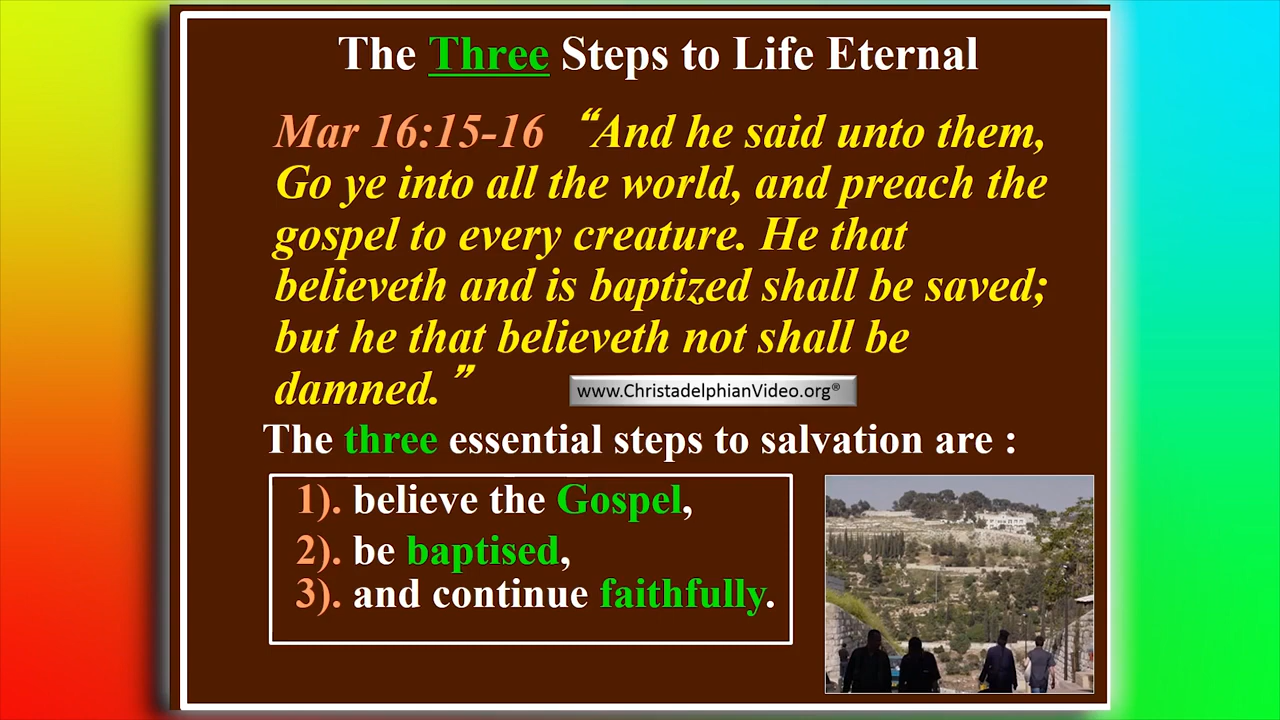 The Three Steps to Life Eternal
Mar 16:15-16 “And he said unto them,
Go ye into all the world, and preach the
gospel to every creature. He that
believeth and is baptized shall be saved;
but he that believeth not shall be
damned.”
www.ChristadelphianVideo.org®
The three essential steps to salvation are :
1). believe the Gospel,
2). be baptised,
3). and continue faithfully.